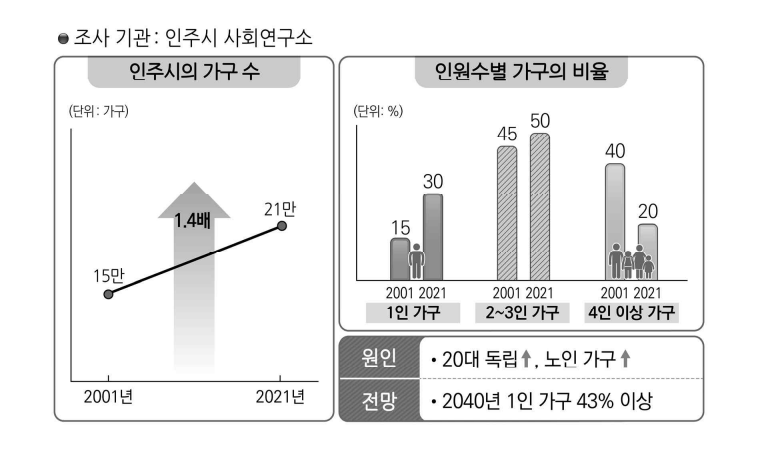 ● 조사 기관 : 인주시 사회연구소
인주시의 가구 수
(단위 : 가구)
1.4배
21만
15만
2001년 2021년
인원수별 가구의 비율
(단위: %)
15 30 45 50 40 20
2001 2021 2001 2021 2001 2021
1인 가구 2~3인 가구 4인 이상 가구
원인 • 20대 독립↑, 노인 가구↑
전망 • 2040년 1인 가구 43% 이상